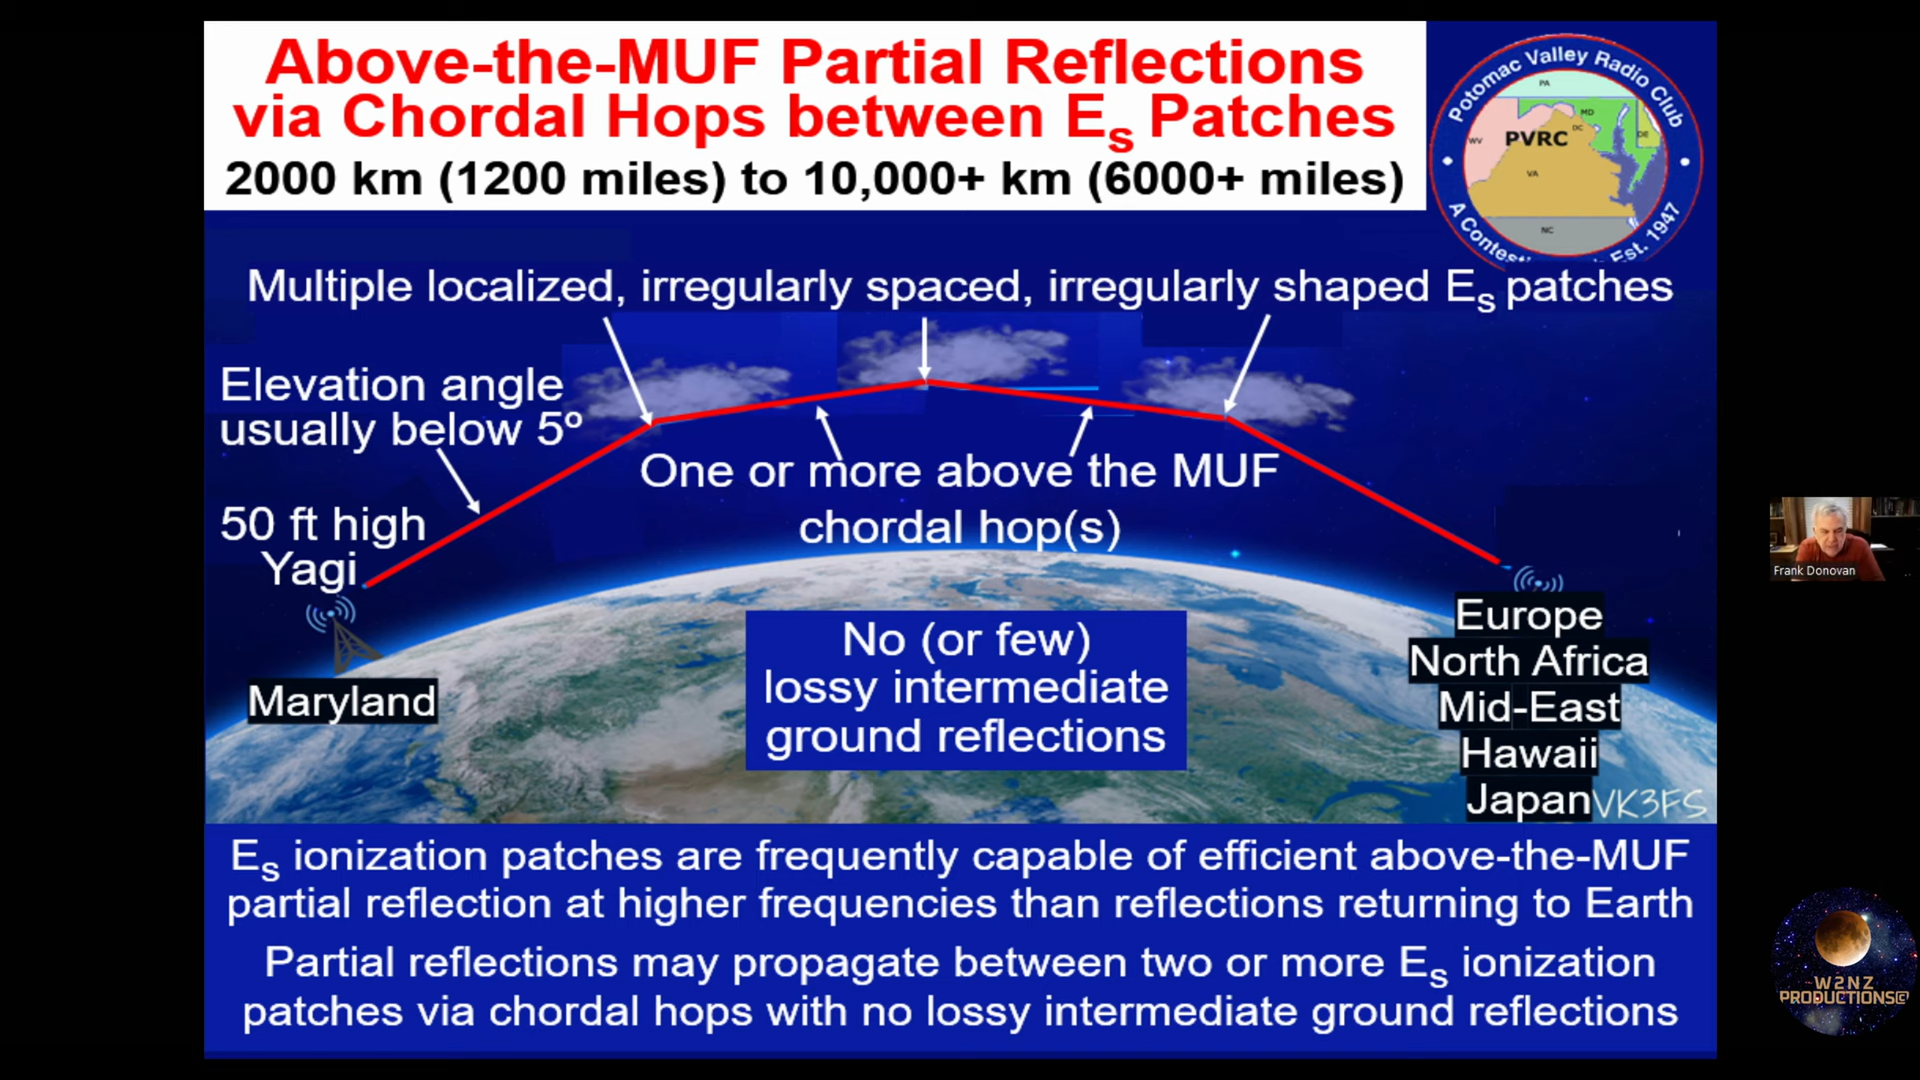 Above-the-MUF Partial Reflections
via Chordal Hops between Es Patches
2000 km (1200 miles) to 10,000+ km (6000+ miles)
Potomac Valley Radio Club
PA
MD
DC
DE
WV
PVRC
VA
NC
A Contest
Est. 1947
Multiple localized, irregularly spaced, irregularly shaped Es patches
Elevation angle
usually below 5º
One or more above the MUF
chordal hop(s)
50 ft high
Yagi
Maryland
No (or few)
lossy intermediate
ground reflections
Europe
North Africa
Mid-East
Hawaii
Japan
VK3FS
Es ionization patches are frequently capable of efficient above-the-MUF
partial reflection at higher frequencies than reflections returning to Earth
Partial reflections may propagate between two or more Es ionization
patches via chordal hops with no lossy intermediate ground reflections
Frank Donovan
W2NZ
PRODUCTIONS©